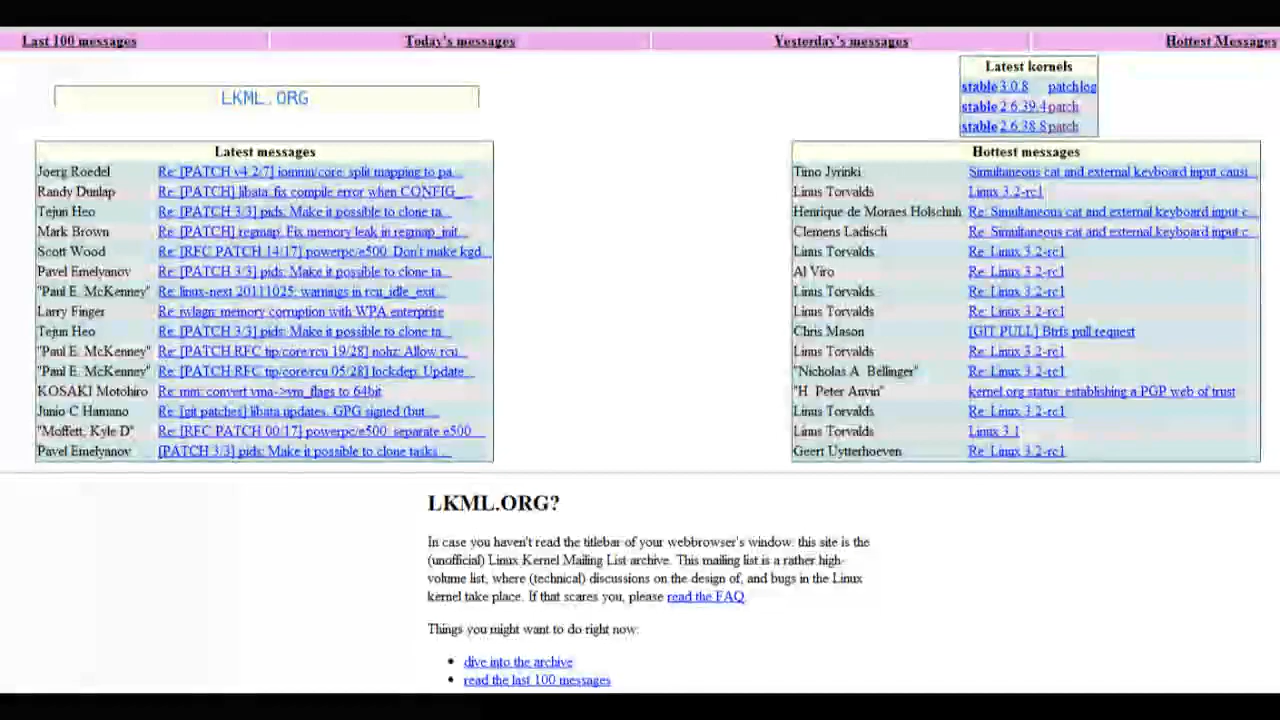 Last 100 messages Today's messages Yesterday's messages Hottest Messages
LKML.ORG
Latest kernels
stable 3.0.8 patchlog
stable 2.6.39.4 patch
stable 2.6.38.8 patch
Latest messages
Joerg Roedel Re: [PATCH v4 2/7] iommu/core: split mapping to pa...
Randy Dunlap Re: [PATCH] libata: fix compile error when CONFIG_...
Tejun Heo Re: [PATCH 3/3] pids: Make it possible to clone ta...
Mark Brown Re: [PATCH] regmap: Fix memory leak in regmap_init...
Scott Wood Re: [RFC PATCH 14/17] powerpc/e500: Don't make kgd...
Pavel Emelyanov Re: [PATCH 3/3] pids: Make it possible to clone ta...
"Paul E. McKenney" Re: linux-next 20111025: warnings in rcu_idle_exit...
Larry Finger Re: iwlagn: memory corruption with WPA enterprise
Tejun Heo Re: [PATCH 3/3] pids: Make it possible to clone ta...
"Paul E. McKenney" Re: [PATCH RFC tip/core/rcu 19/28] nohz: Allow rcu...
"Paul E. McKenney" Re: [PATCH RFC tip/core/rcu 05/28] lockdep: Update...
KOSAKI Motohiro Re: mm: convert vma->vm_flags to 64bit
Junio C Hamano Re: [git patches] libata updates, GPG signed (but...
"Moffett, Kyle D" Re: [RFC PATCH 00/17] powerpc/e500: separate e500...
Pavel Emelyanov [PATCH 3/3] pids: Make it possible to clone tasks...
Hottest messages
Timo Jyrinki Simultaneous cat and external keyboard input causi...
Linus Torvalds Linux 3.2-rc1
Henrique de Moraes Holschuh Re: Simultaneous cat and external keyboard input c...
Clemens Ladisch Re: Simultaneous cat and external keyboard input c...
Linus Torvalds Re: Linux 3.2-rc1
Al Viro Re: Linux 3.2-rc1
Linus Torvalds Re: Linux 3.2-rc1
Linus Torvalds Re: Linux 3.2-rc1
Chris Mason [GIT PULL] Btrfs pull request
Linus Torvalds Re: Linux 3.2-rc1
"Nicholas A. Bellinger" Re: Linux 3.2-rc1
"H. Peter Anvin" kernel.org status: establishing a PGP web of trust
Linus Torvalds Re: Linux 3.2-rc1
Linus Torvalds Linux 3.1
Geert Uytterhoeven Re: Linux 3.2-rc1
LKML.ORG?
In case you haven't read the titlebar of your webbrowser's window: this site is the
(unofficial) Linux Kernel Mailing List archive. This mailing list is a rather high-
volume list, where (technical) discussions on the design of, and bugs in the Linux
kernel take place. If that scares you, please read the FAQ.
Things you might want to do right now:
• dive into the archive
• read the last 100 messages